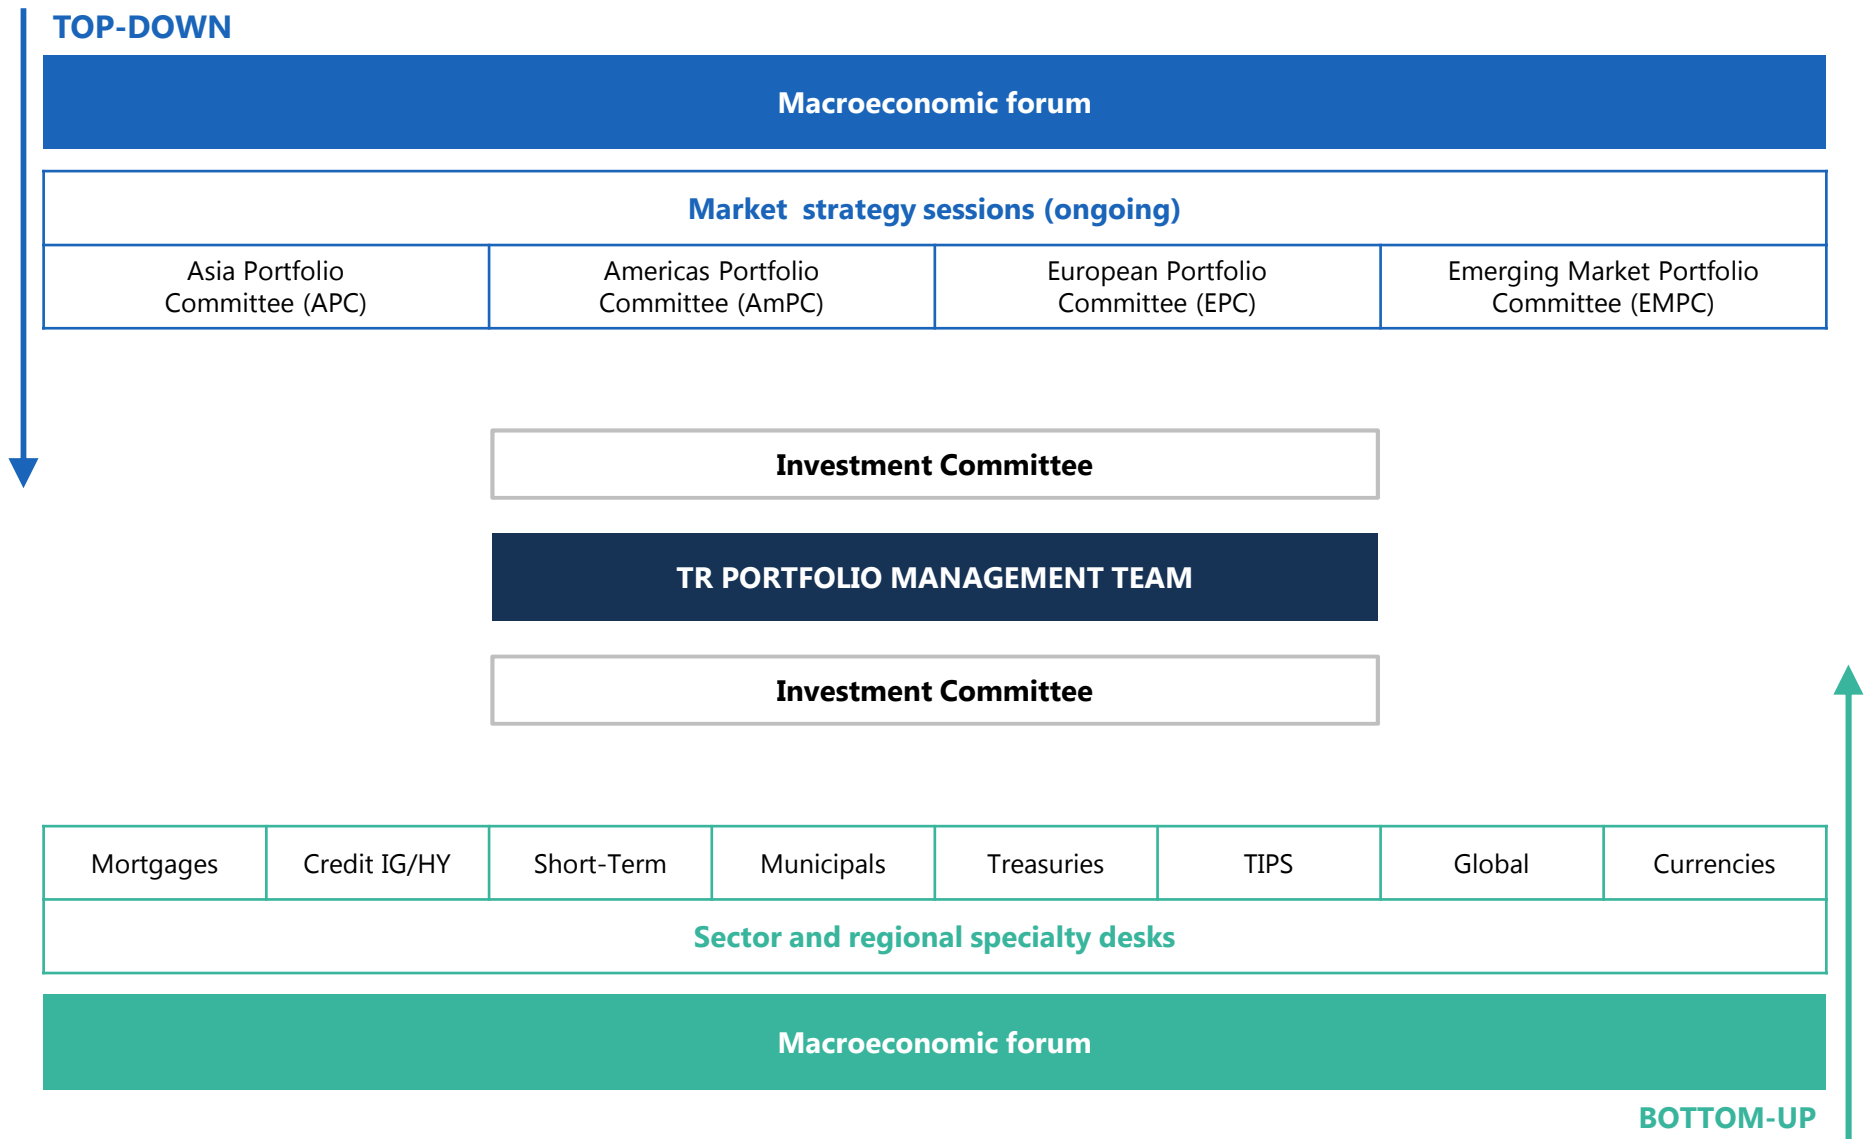 TOP-DOWN
Macroeconomic forum
Market strategy sessions (ongoing)
Asia Portfolio
Committee (APC)
Americas Portfolio
Committee (AmPC)
European Portfolio
Committee (EPC)
Emerging Market Portfolio
Committee (EMPC)
Investment Committee
TR PORTFOLIO MANAGEMENT TEAM
Investment Committee
Mortgages
Credit IG/HY
Short-Term
Municipals
Treasuries
TIPS
Global
Currencies
Sector and regional specialty desks
Macroeconomic forum
BOTTOM-UP